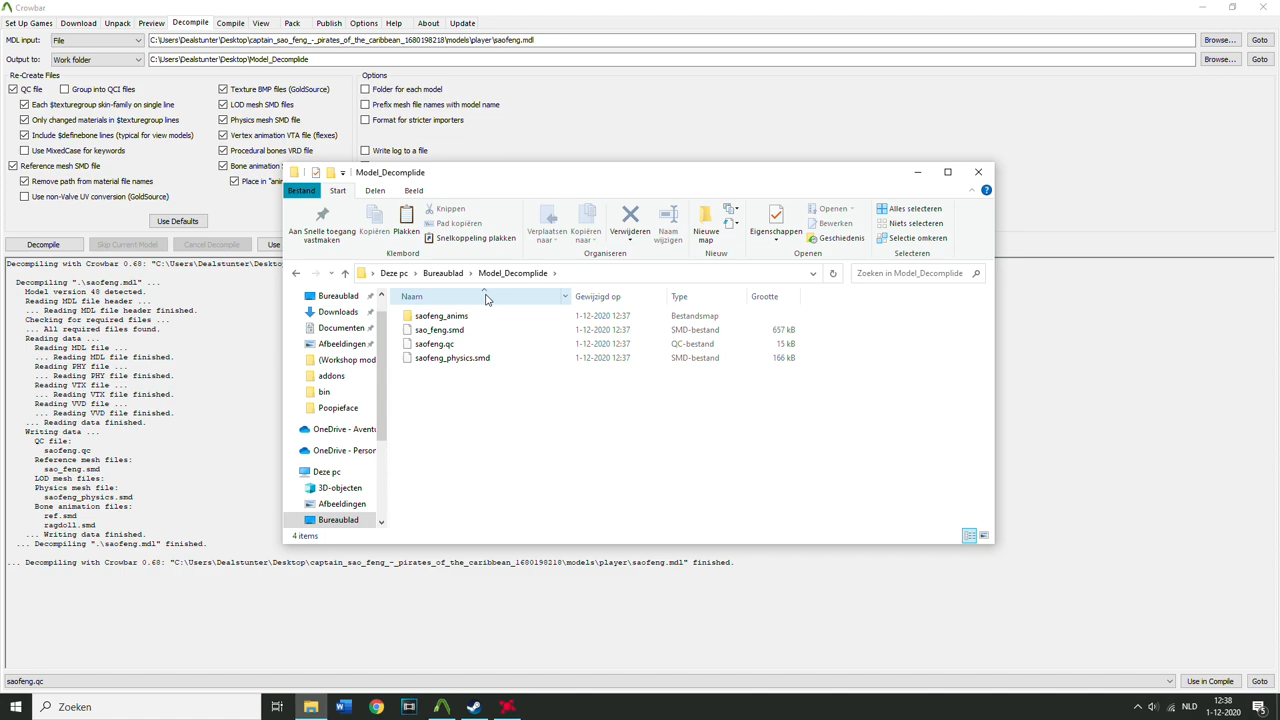 Crowbar
Set Up Games Download Unpack Preview Decompile Compile View Pack Publish Options Help About Update
MDL input: File C:\Users\Dealstunter\Desktop\captain_sao_feng_-_pirates_of_the_caribbean_1680198218\models\player\saofeng.mdl Browse... Goto
Output to: Work folder C:\Users\Dealstunter\Desktop\Model_Decomplide Browse... Goto
Re-Create Files
QC file Group into QCI files
Each $texturegroup skin-family on single line
Only changed materials in $texturegroup lines
Include $definebone lines (typical for view models)
Use MixedCase for keywords
Reference mesh SMD file
Remove path from material file names
Use non-Valve UV conversion (GoldSource)
Texture BMP files (GoldSource)
LOD mesh SMD files
Physics mesh SMD file
Vertex animation VTA file (flexes)
Procedural bones VRD file
Bone animation
Place in "ani
Use Defaults
Options
Folder for each model
Prefix mesh file names with model name
Format for stricter importers
Write log to a file
Decompile Skip Current Model Cancel Decompile Use
Decompiling with Crowbar 0.68: "C:\Users\Deskto
Decompiling ".\saofeng.mdl" ...
Model version 48 detected.
Reading MDL file header ...
... Reading MDL file header finished.
Checking for required files ...
... All required files found.
Reading data ...
Reading MDL file ...
... Reading MDL file finished.
Reading PHY file ...
... Reading PHY file finished.
Reading VTX file ...
... Reading VTX file finished.
Reading VVD file ...
... Reading VVD file finished.
... Reading data finished.
Writing data ...
QC file:
saofeng.qc
Reference mesh files:
sao_feng.smd
LOD mesh files:
Physics mesh file:
saofeng_physics.smd
Bone animation files:
ref.smd
ragdoll.smd
... Writing data finished.
... Decompiling ".\saofeng.mdl" finished.
... Decompiling with Crowbar 0.68: "C:\Users\Dealstunter\Desktop\captain_sao_feng_-_pirates_of_the_caribbean_1680198218\models\player\saofeng.mdl" finished.
Model_Decomplide
Bestand Start Delen Beeld
Aan Snelle toegang vastmaken
Kopiëren
Plakken
Knippen
Pad kopiëren
Snelkoppeling plakken
Klembord
Verplaatsen naar
Kopiëren naar
Verwijderen
Naam wijzigen
Organiseren
Nieuwe map
Nieuw
Eigenschappen
Openen
Bewerken
Geschiedenis
Openen
Alles selecteren
Niets selecteren
Selectie omkeren
Selecteren
Deze pc Bureaublad Model_Decomplide Zoeken in Model_Decomplide
Bureaublad
Downloads
Documenten
Afbeeldingen
(Workshop mod
addons
bin
Poopieface
OneDrive - Aventu
OneDrive - Person
Deze pc
3D-objecten
Afbeeldingen
Bureaublad
Naam Gewijzigd op Type Grootte
saofeng_anims 1-12-2020 12:37 Bestandsmap
sao_feng.smd 1-12-2020 12:37 SMD-bestand 657 kB
saofeng.qc 1-12-2020 12:37 QC-bestand 15 kB
saofeng_physics.smd 1-12-2020 12:37 SMD-bestand 166 kB
4 items
saofeng.qc Use in Compile Goto
Zoeken
W
NLD
12:38
1-12-2020
5